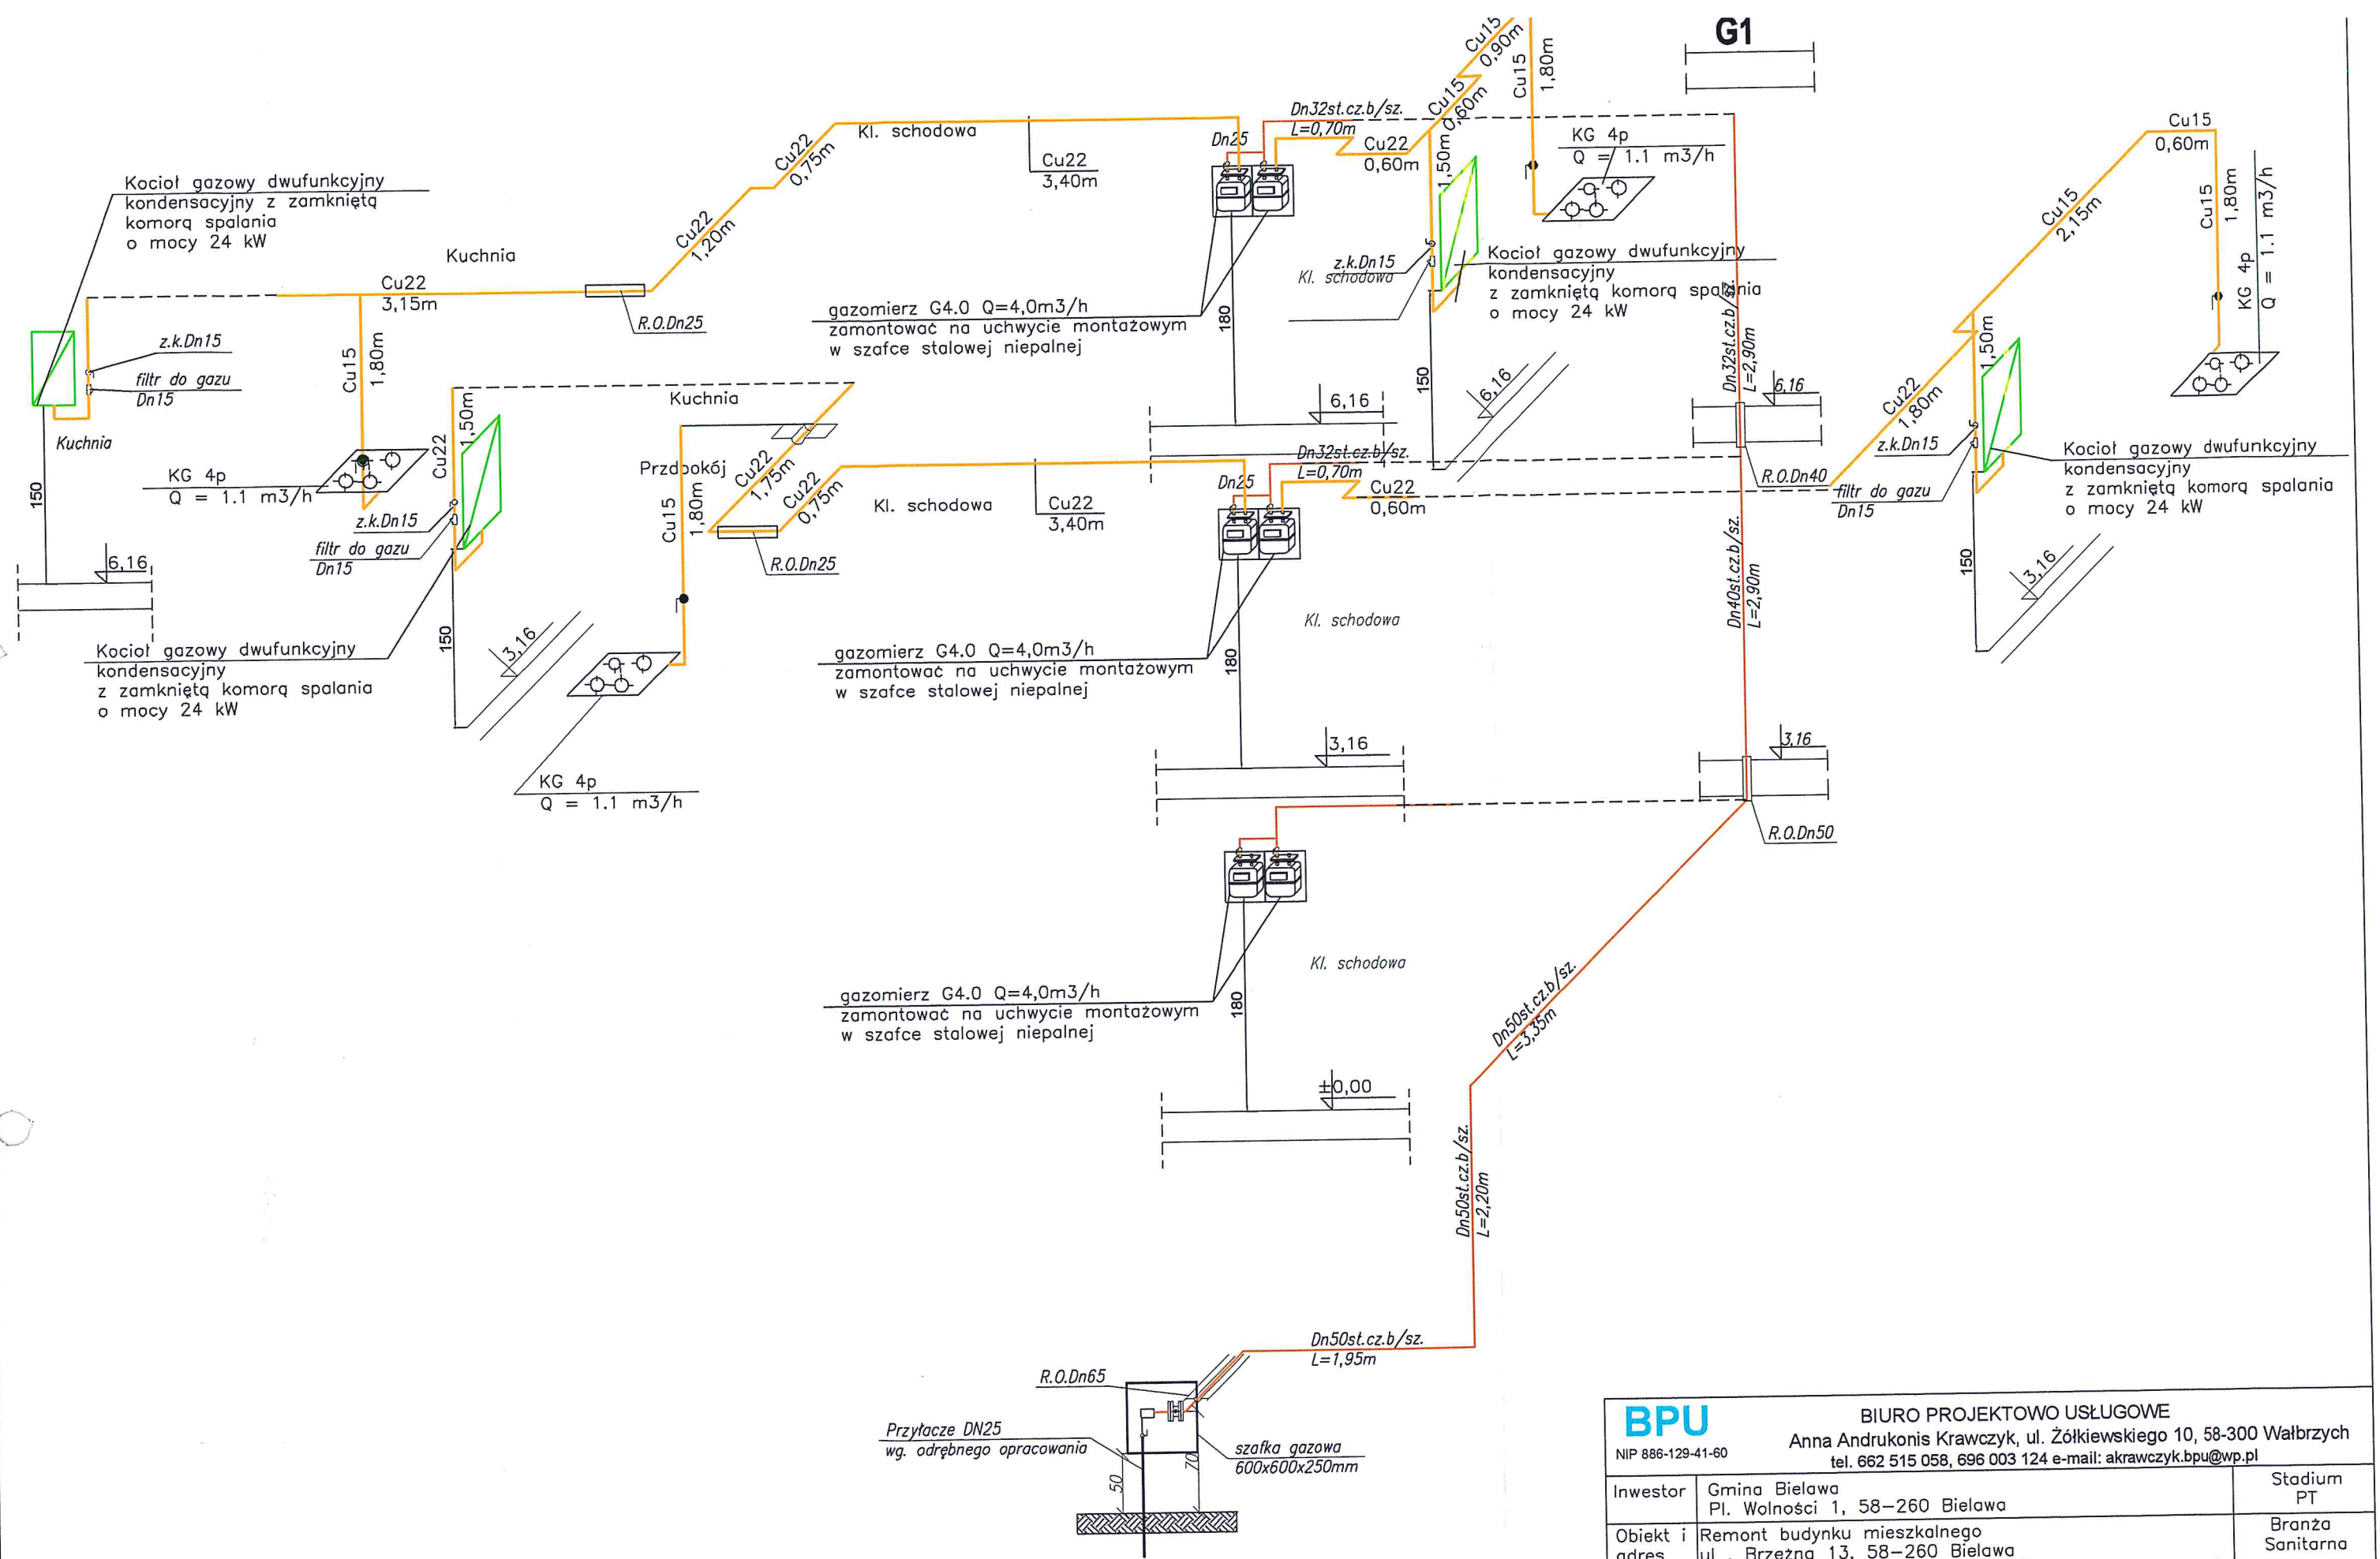 G1
Cu15
0,90m
Cu15
0,60m
Cu15
1,80m
Dn32st.cz.b/sz.
L=0,70m
Dn25
Cu22
0,60m
1,50m
KG 4p
Q = 1.1 m3/h
Kl. schodowa
Cu22
0,75m
Cu22
3,40m
Cu22
1,20m
Kocioł gazowy dwufunkcyjny
kondensacyjny z zamkniętą
komorą spalania
o mocy 24 kW
Kuchnia
Cu22
3,15m
R.O.Dn25
gazomierz G4.0 Q=4,0m3/h
zamontować na uchwycie montażowym
w szafce stalowej niepalnej
180
z.k.Dn15
Kl. schodowa
Kocioł gazowy dwufunkcyjny
kondensacyjny
z zamkniętą komorą spalania
o mocy 24 kW
150
6,16
6,16
Dn32st.cz.b/sz.
L=2,90m
6,16
R.O.Dn40
Cu15
0,60m
Cu15
2,15m
Cu15
1,80m
KG 4p
Q = 1.1 m3/h
1,50m
Cu22
1,80m
z.k.Dn15
filtr do gazu
Dn15
Kocioł gazowy dwufunkcyjny
kondensacyjny
z zamkniętą komorą spalania
o mocy 24 kW
150
3,16
z.k.Dn15
filtr do gazu
Dn15
Kuchnia
150
6,16
Cu15
1,80m
KG 4p
Q = 1.1 m3/h
Cu22
1,50m
z.k.Dn15
filtr do gazu
Dn15
Kuchnia
Przdpokój
Cu22
1,75m
Cu22
0,75m
Cu15
1,80m
R.O.Dn25
Kl. schodowa
Cu22
3,40m
Dn25
Dn32st.cz.b/sz.
L=0,70m
Cu22
0,60m
Kocioł gazowy dwufunkcyjny
kondensacyjny
z zamkniętą komorą spalania
o mocy 24 kW
150
3,16
KG 4p
Q = 1.1 m3/h
gazomierz G4.0 Q=4,0m3/h
zamontować na uchwycie montażowym
w szafce stalowej niepalnej
180
Kl. schodowa
3,16
Dn40st.cz.b/sz.
L=2,90m
3,16
R.O.Dn50
gazomierz G4.0 Q=4,0m3/h
zamontować na uchwycie montażowym
w szafce stalowej niepalnej
180
Kl. schodowa
±0,00
Dn50st.cz.b/sz.
L=3,35m
Dn50st.cz.b/sz.
L=2,20m
Dn50st.cz.b/sz.
L=1,95m
R.O.Dn65
Przyłacze DN25
wg. odrębnego opracowania
szafka gazowa
600x600x250mm
50
70
BPU
NIP 886-129-41-60
BIURO PROJEKTOWO USŁUGOWE
Anna Andrukonis Krawczyk, ul. Żółkiewskiego 10, 58-300 Wałbrzych
tel. 662 515 058, 696 003 124 e-mail: akrawczyk.bpu@wp.pl
Inwestor
Gmina Bielawa
Pl. Wolności 1, 58-260 Bielawa
Stadium
PT
Obiekt i
adres
Remont budynku mieszkalnego
ul. Brzeżna 13, 58-260 Bielawa
Branża
Sanitarna